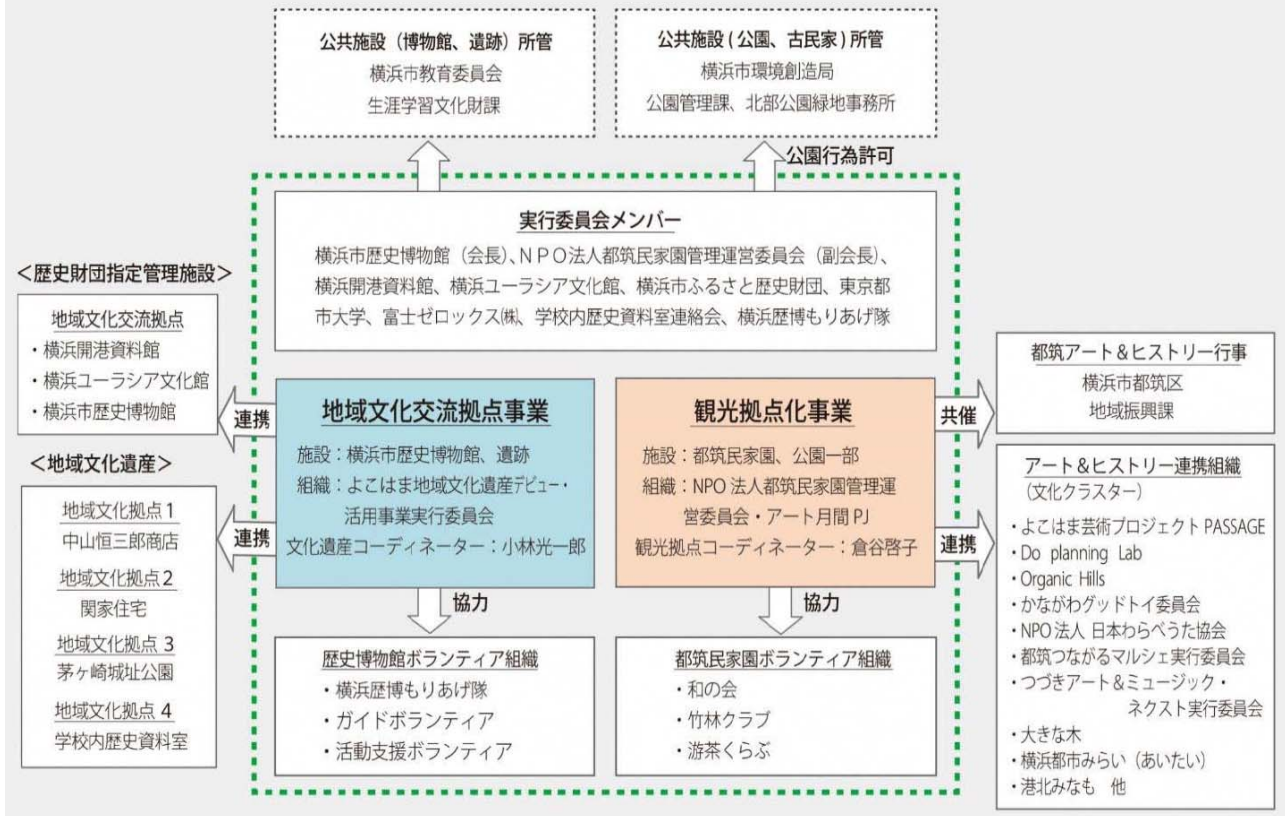 公共施設（博物館、遺跡）所管
横浜市教育委員会
生涯学習文化財課
公共施設 ( 公園、古民家 ) 所管
横浜市環境創造局
公園管理課、北部公園緑地事務所
公園行為許可
実行委員会メンバー
横浜市歴史博物館（会長）、ＮＰＯ法人都筑民家園管理運営委員会（副会長）、
横浜開港資料館、横浜ユーラシア文化館、横浜市ふるさと歴史財団、東京都
市大学、富士ゼロックス㈱、学校内歴史資料室連絡会、横浜歴博もりあげ隊
＜歴史財団指定管理施設＞
地域文化交流拠点
・横浜開港資料館
・横浜ユーラシア文化館
・横浜市歴史博物館
連携
＜地域文化遺産＞
地域文化拠点 1
中山恒三郎商店
地域文化拠点 2
関家住宅
地域文化拠点 3
茅ヶ崎城址公園
地域文化拠点 4
学校内歴史資料室
連携
地域文化交流拠点事業
施設：横浜市歴史博物館、遺跡
組織：よこはま地域文化遺産デビュー・
活用事業実行委員会
文化遺産コーディネーター：小林光一郎
協力
歴史博物館ボランティア組織
・横浜歴博もりあげ隊
・ガイドボランティア
・活動支援ボランティア
観光拠点化事業
施設：都筑民家園、公園一部
組織：NPO 法人都筑民家園管理運
営委員会・アート月間 PJ
観光拠点コーディネーター：倉谷啓子
協力
都筑民家園ボランティア組織
・和の会
・竹林クラブ
・游茶くらぶ
共催
都筑アート＆ヒストリー行事
横浜市都筑区
地域振興課
連携
アート＆ヒストリー連携組織
（文化クラスター）
・よこはま芸術プロジェクト PASSAGE
・Do planning Lab
・Organic Hills
・かながわグッドトイ委員会
・NPO 法人 日本わらべうた協会
・都筑つながるマルシェ実行委員会
・つづきアート＆ミュージック・
ネクスト実行委員会
・大きな木
・横浜都市みらい（あいたい）
・港北みなも 他